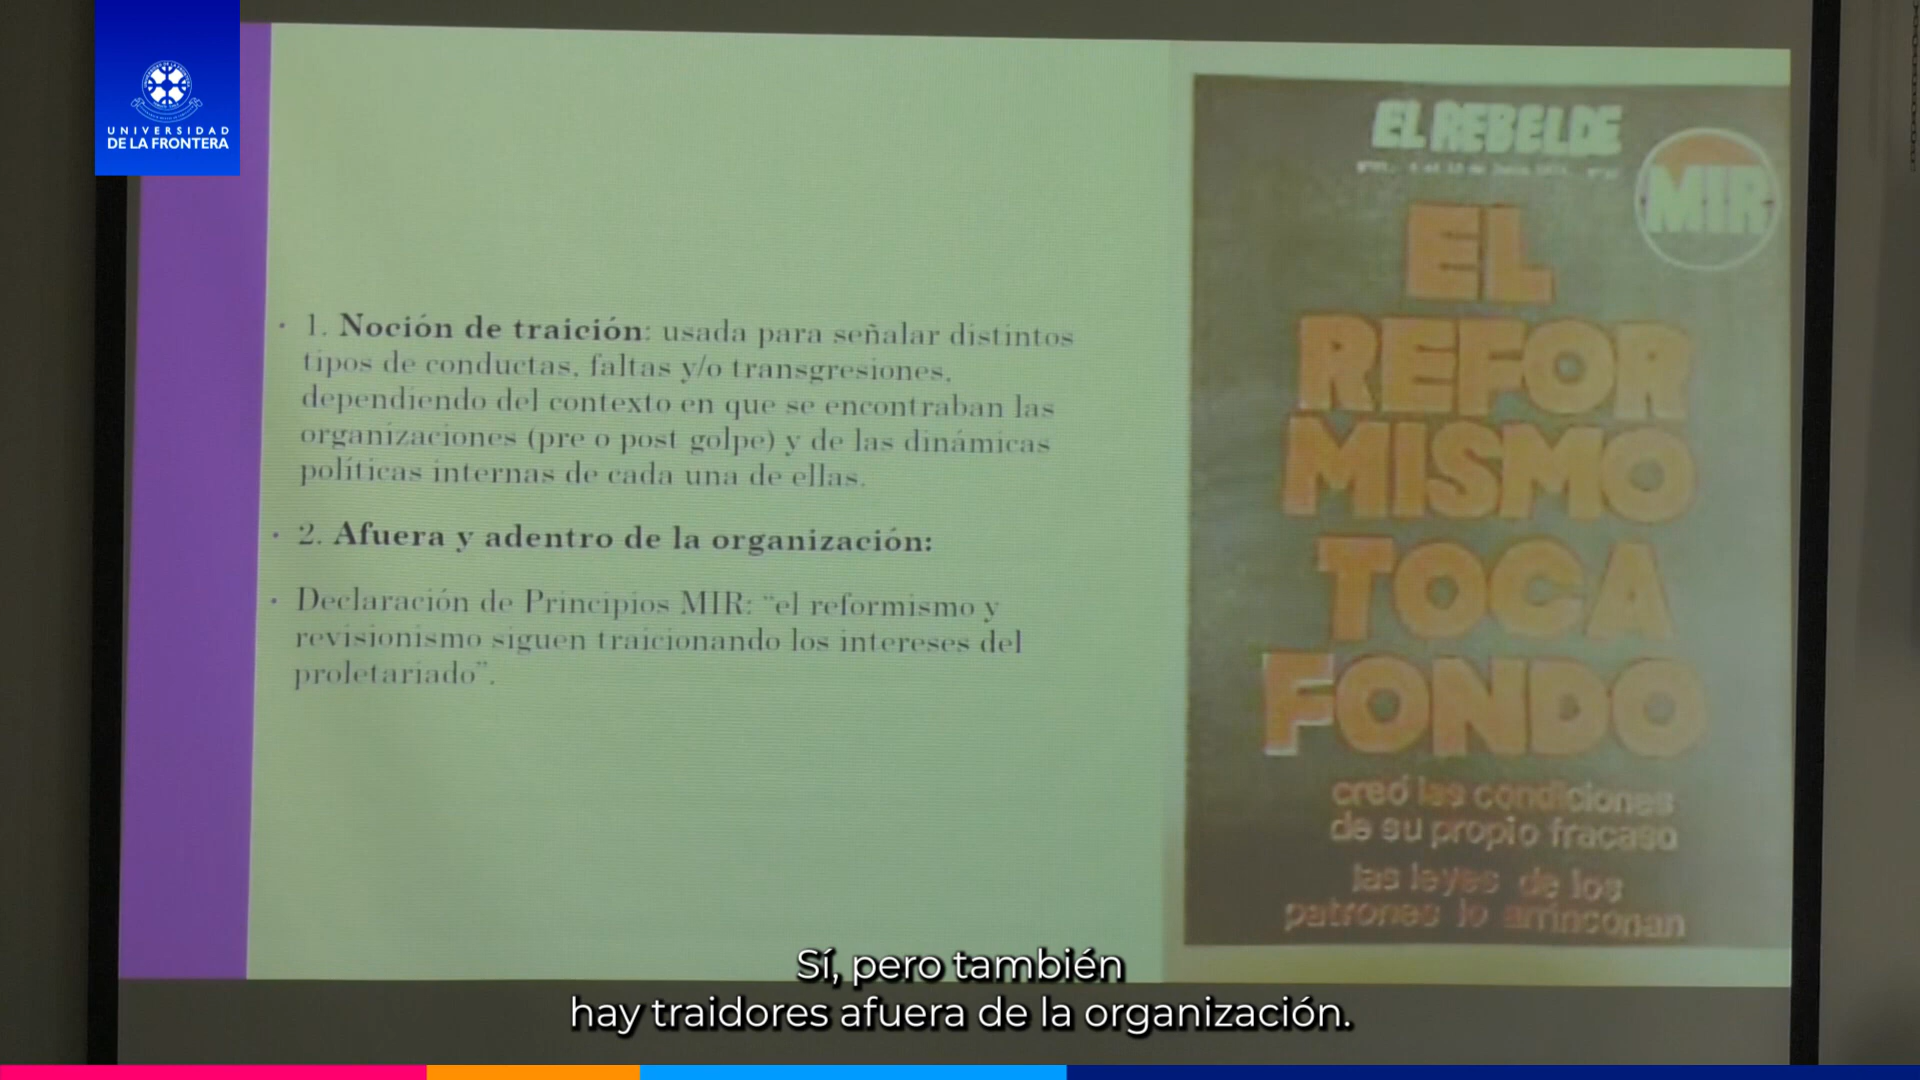 UNIVERSIDAD
DE LA FRONTERA
• 1. Noción de traición: usada para señalar distintos
tipos de conductas, faltas y/o transgresiones,
dependiendo del contexto en que se encontraban las
organizaciones (pre o post golpe) y de las dinámicas
políticas internas de cada una de ellas.
• 2. Afuera y adentro de la organización:
• Declaración de Principios MIR: “el reformismo y
revisionismo siguen traicionando los intereses del
proletariado”.
EL REBELDE
MIR
EL
REFOR
MISMO
TOCA
FONDO
creó las condiciones
de su propio fracaso
las leyes de los
patrones lo arrinconan
Sí, pero también
hay traidores afuera de la organización.